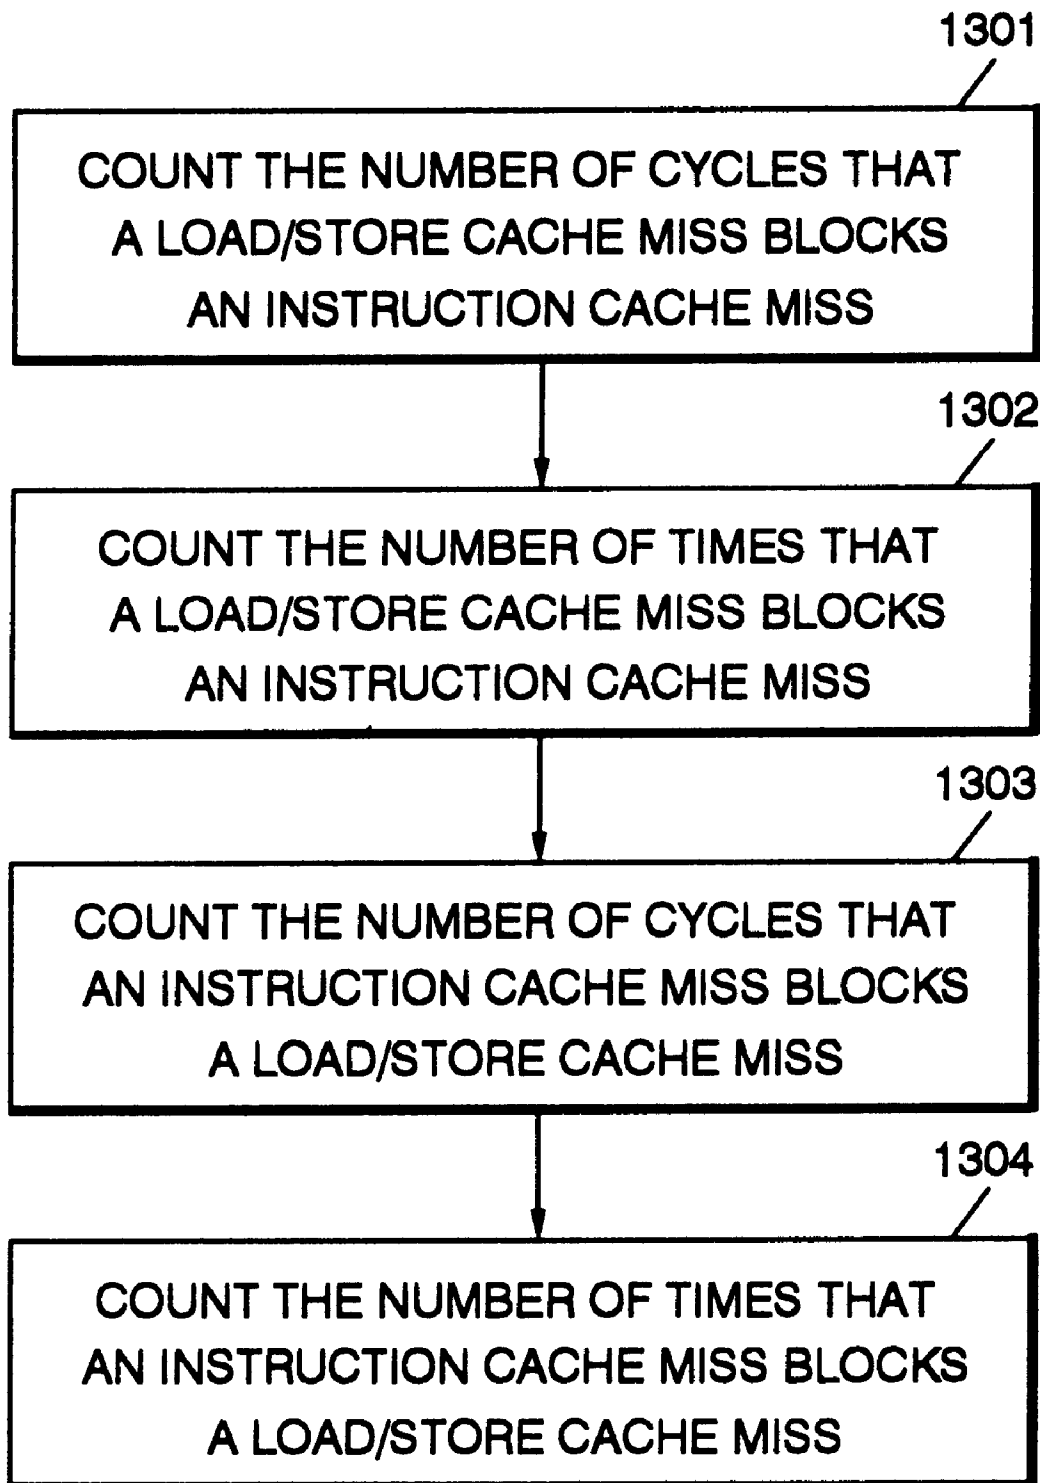 1301
COUNT THE NUMBER OF CYCLES THAT
A LOAD/STORE CACHE MISS BLOCKS
AN INSTRUCTION CACHE MISS
1302
COUNT THE NUMBER OF TIMES THAT
A LOAD/STORE CACHE MISS BLOCKS
AN INSTRUCTION CACHE MISS
1303
COUNT THE NUMBER OF CYCLES THAT
AN INSTRUCTION CACHE MISS BLOCKS
A LOAD/STORE CACHE MISS
1304
COUNT THE NUMBER OF TIMES THAT
AN INSTRUCTION CACHE MISS BLOCKS
A LOAD/STORE CACHE MISS